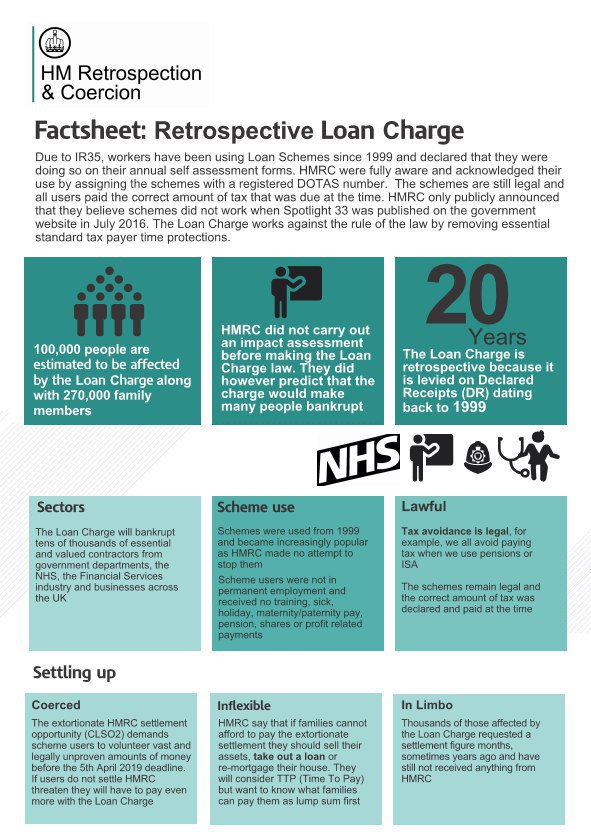 HM Retrospection
& Coercion
Factsheet: Retrospective Loan Charge
Due to IR35, workers have been using Loan Schemes since 1999 and declared that they were
doing so on their annual self assessment forms. HMRC were fully aware and acknowledged their
use by assigning the schemes with a registered DOTAS number. The schemes are still legal and
all users paid the correct amount of tax that was due at the time. HMRC only publicly announced
that they believe schemes did not work when Spotlight 33 was published on the government
website in July 2016. The Loan Charge works against the rule of the law by removing essential
standard tax payer time protections.
100,000 people are
estimated to be affected
by the Loan Charge along
with 270,000 family
members
HMRC did not carry out
an impact assessment
before making the Loan
Charge law. They did
however predict that the
charge would make
many people bankrupt
20
Years
The Loan Charge is
retrospective because it
is levied on Declared
Receipts (DR) dating
back to 1999
NHS
Sectors
The Loan Charge will bankrupt
tens of thousands of essential
and valued contractors from
government departments, the
NHS, the Financial Services
industry and businesses across
the UK
Scheme use
Schemes were used from 1999
and became increasingly popular
as HMRC made no attempt to
stop them
Scheme users were not in
permanent employment and
received no training, sick,
holiday, maternity/paternity pay,
pension, shares or profit related
payments
Lawful
Tax avoidance is legal, for
example, we all avoid paying
tax when we use pensions or
ISA
The schemes remain legal and
the correct amount of tax was
declared and paid at the time
Settling up
Coerced
The extortionate HMRC settlement
opportunity (CLSO2) demands
scheme users to volunteer vast and
legally unproven amounts of money
before the 5th April 2019 deadline.
If users do not settle HMRC
threaten they will have to pay even
more with the Loan Charge
Inflexible
HMRC say that if families cannot
afford to pay the extortionate
settlement they should sell their
assets, take out a loan or
re-mortgage their house. They
will consider TTP (Time To Pay)
but want to know what families
can pay them as lump sum first
In Limbo
Thousands of those affected by
the Loan Charge requested a
settlement figure months,
sometimes years ago and have
still not received anything from
HMRC